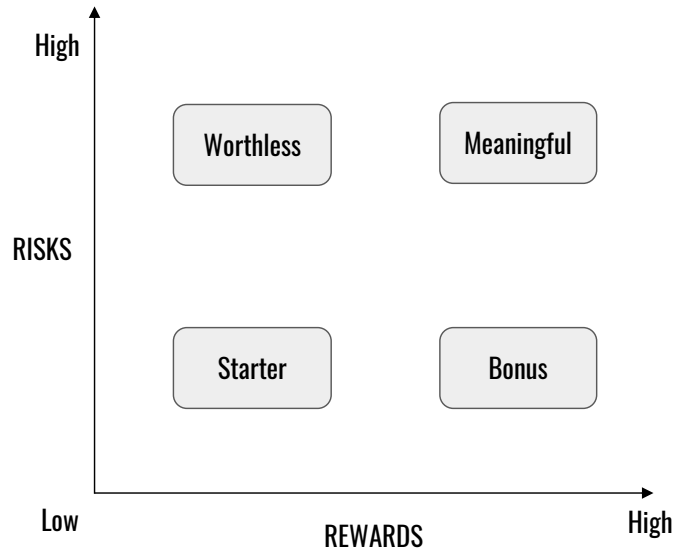 High
Worthless
Meaningful
RISKS
Starter
Bonus
Low
High
REWARDS